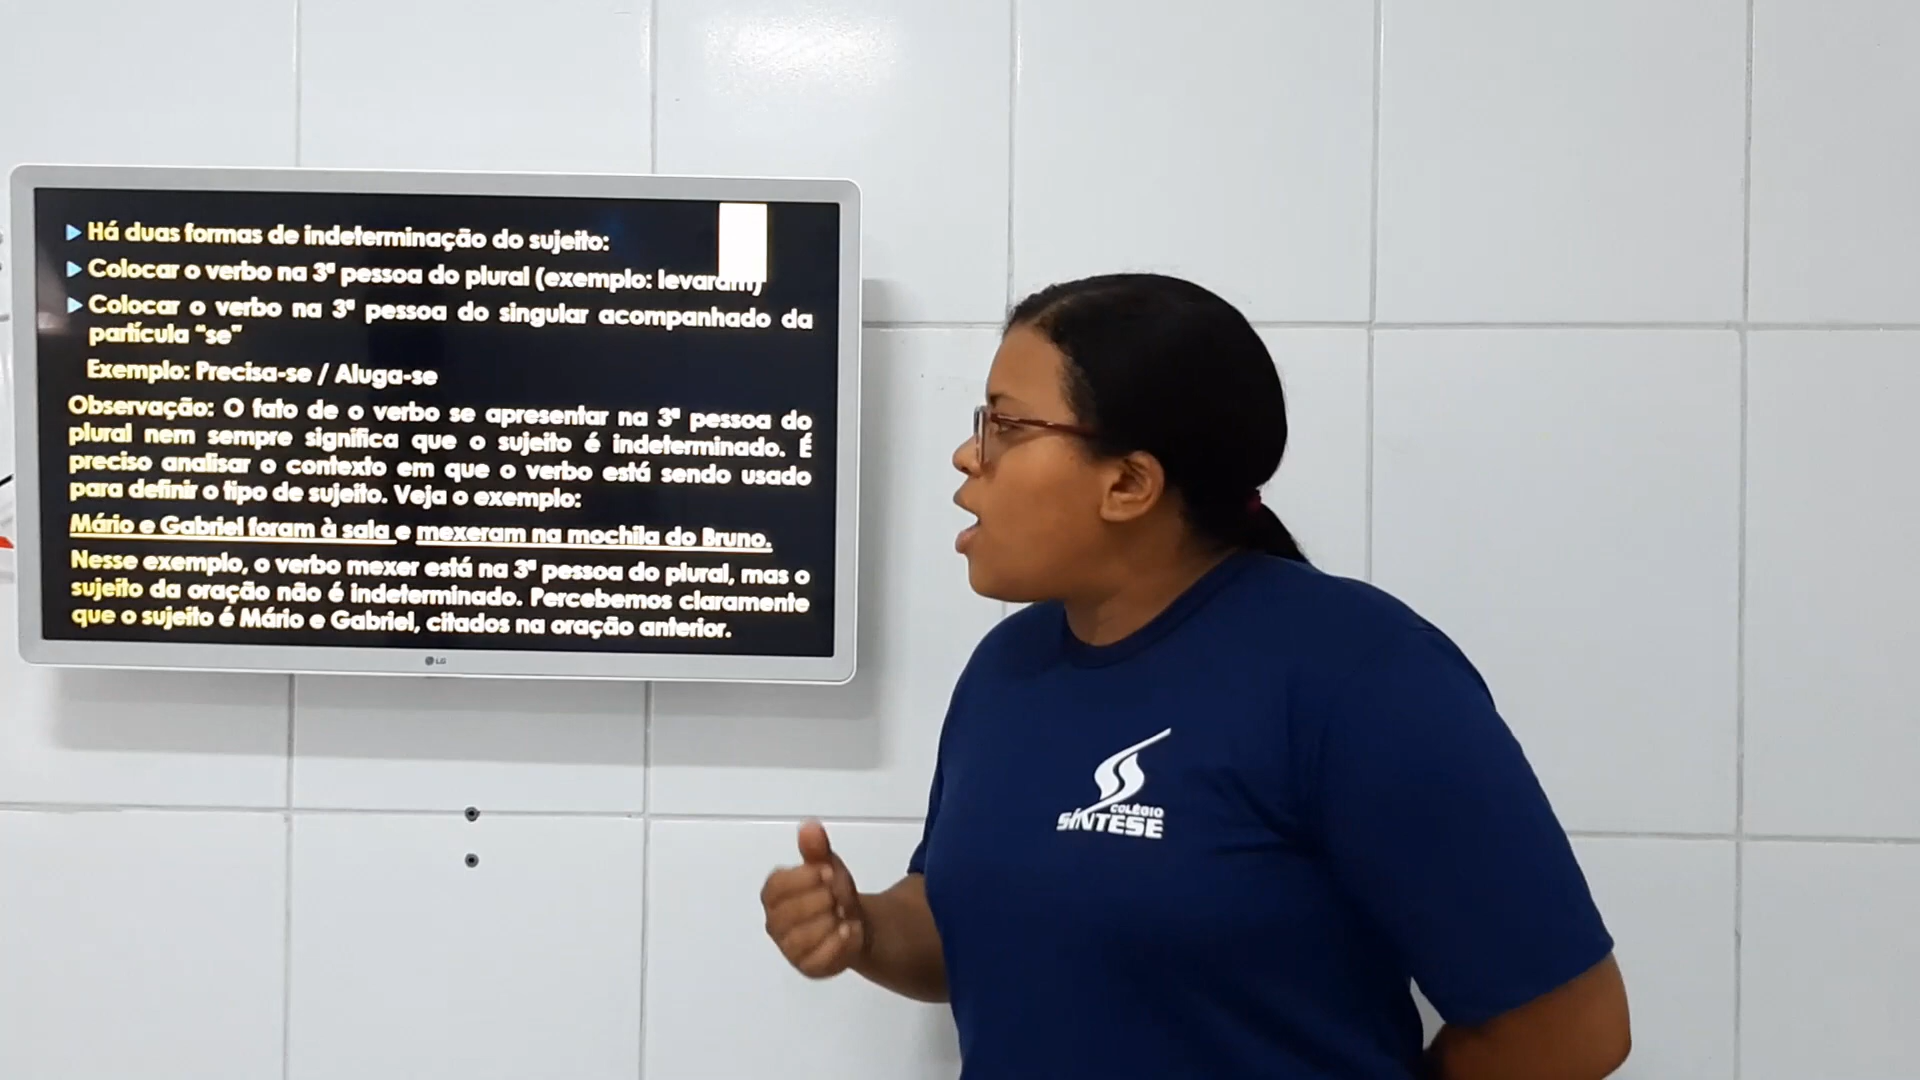 Há duas formas de indeterminação do sujeito:
Colocar o verbo na 3ª pessoa do plural (exemplo: levaram)
Colocar o verbo na 3ª pessoa do singular acompanhado da
partícula "se"
Exemplo: Precisa-se / Aluga-se
Observação: O fato de o verbo se apresentar na 3ª pessoa do
plural nem sempre significa que o sujeito é indeterminado. É
preciso analisar o contexto em que o verbo está sendo usado
para definir o tipo de sujeito. Veja o exemplo:
Mário e Gabriel foram à sala e mexeram na mochila do Bruno.
Nesse exemplo, o verbo mexer está na 3ª pessoa do plural, mas o
sujeito da oração não é indeterminado. Percebemos claramente
que o sujeito é Mário e Gabriel, citados na oração anterior.
LG
COLÉGIO
SÍNTESE